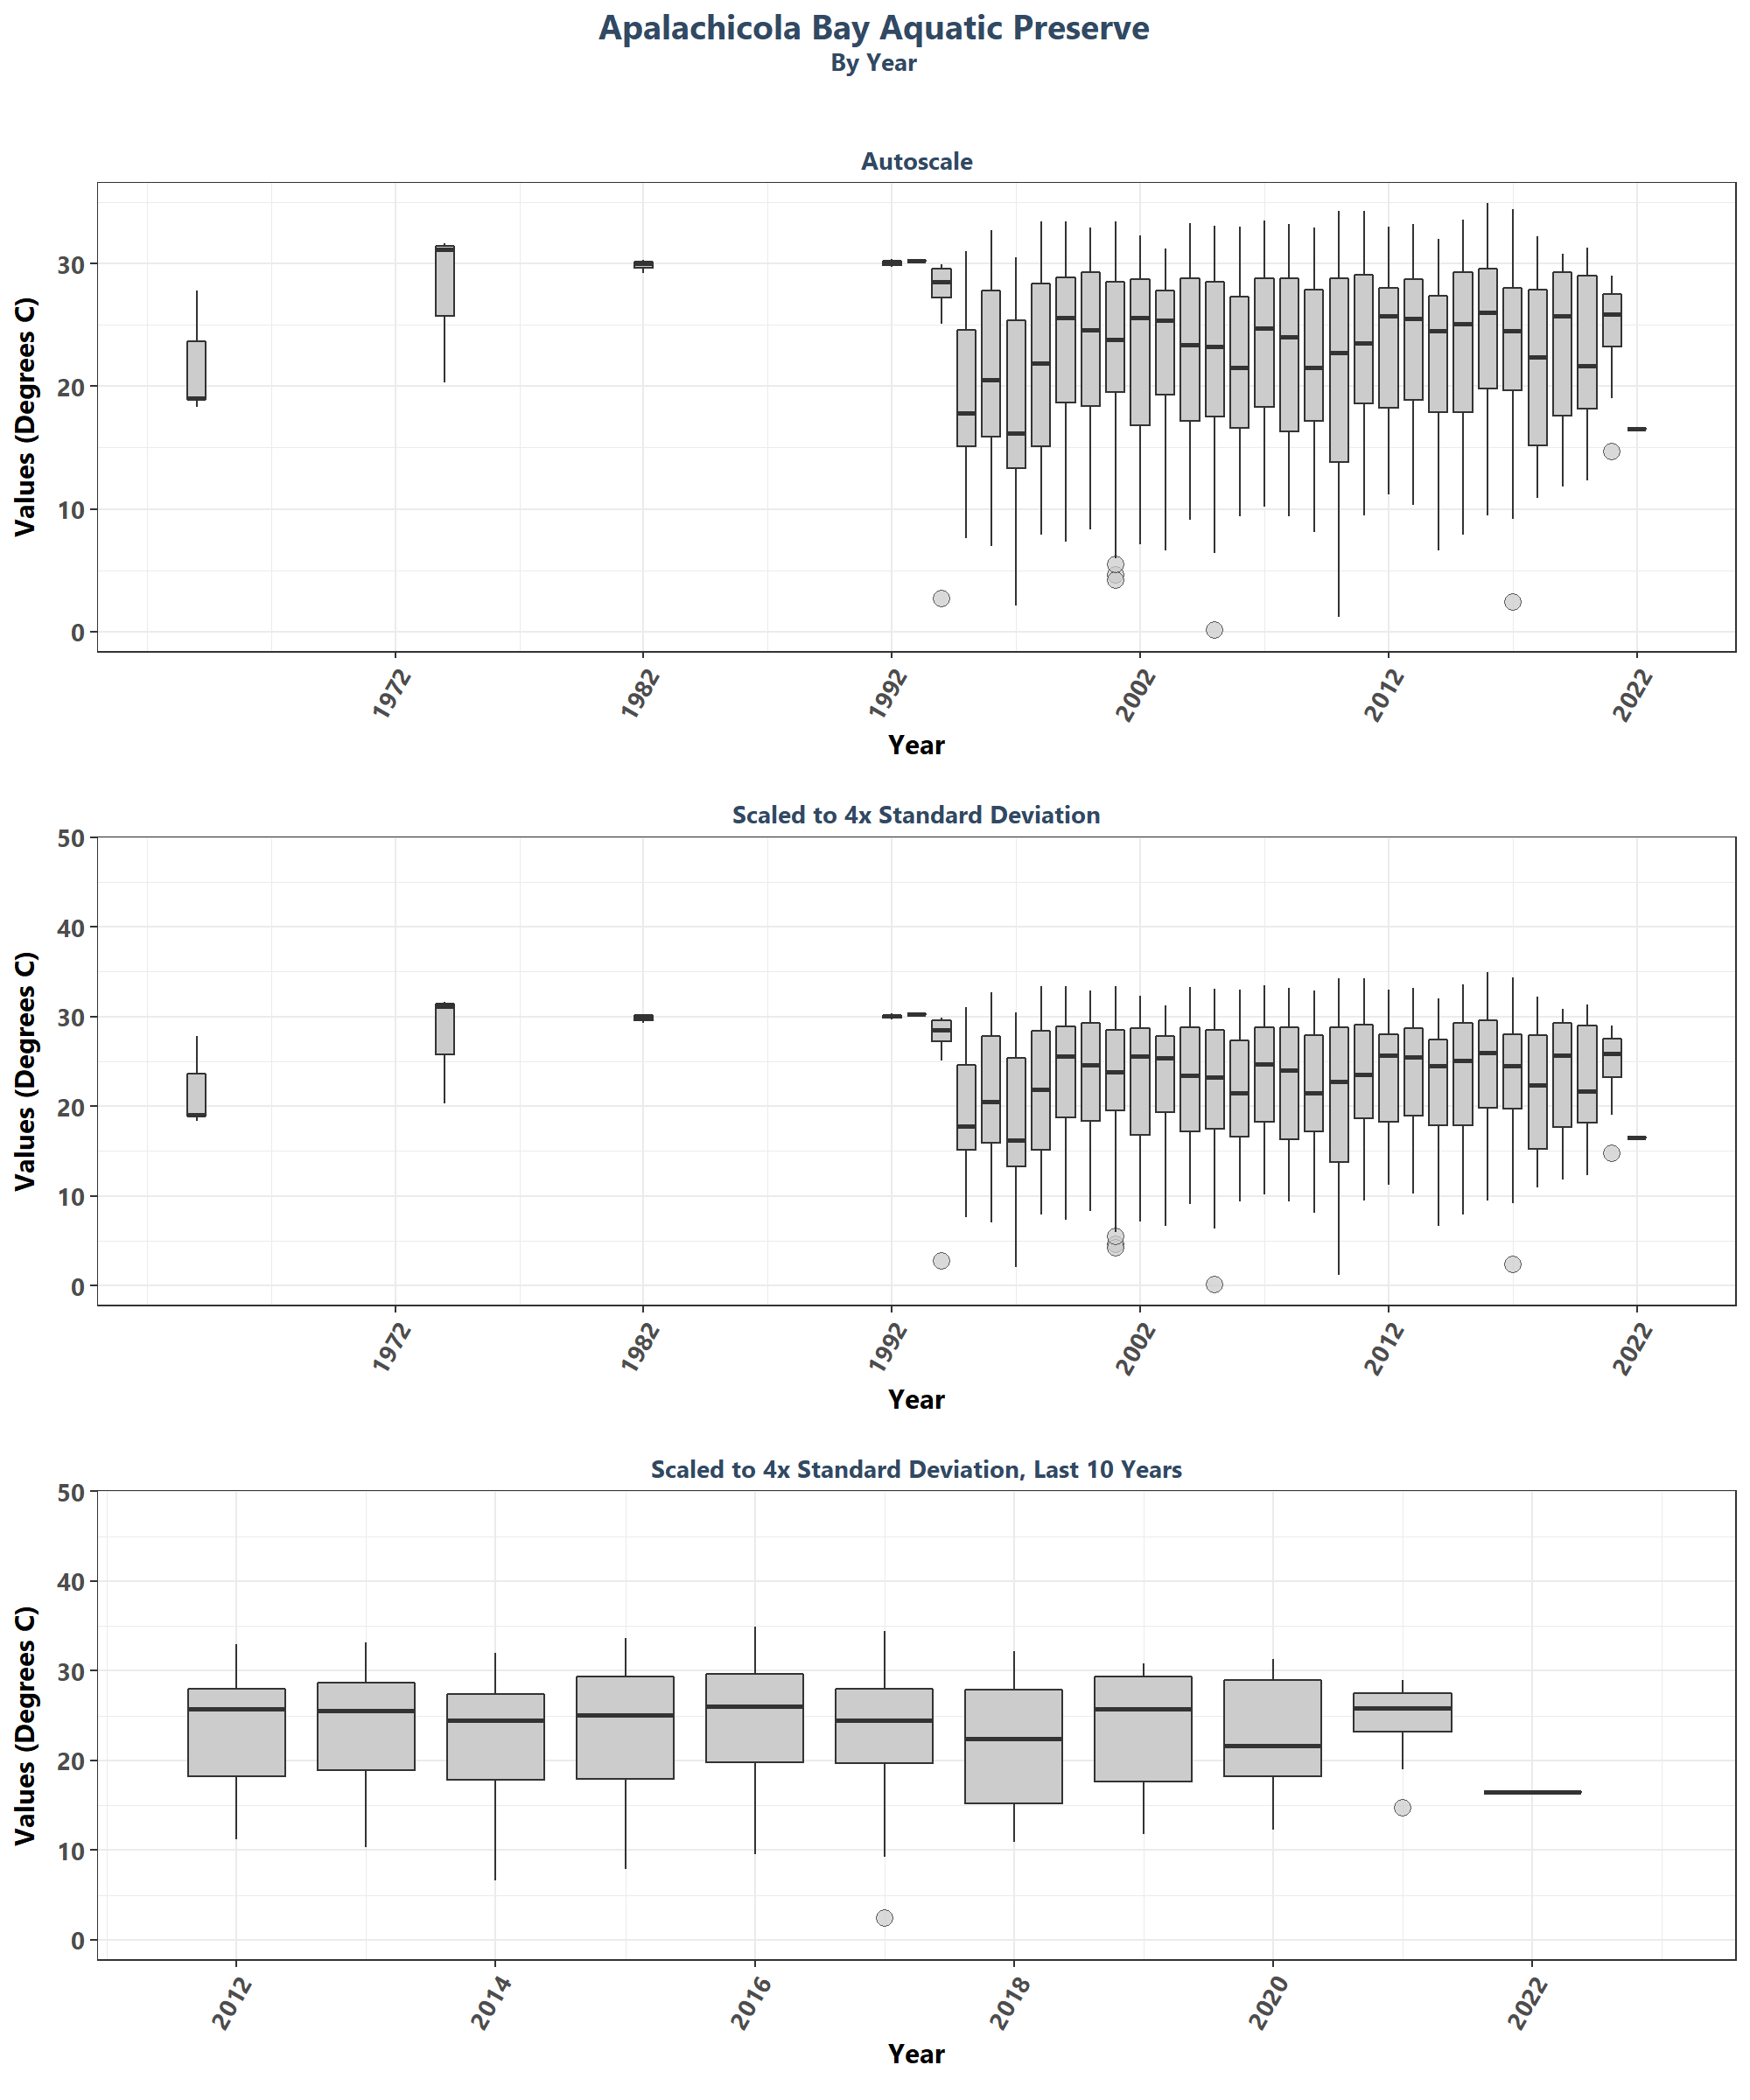 Apalachicola Bay Aquatic Preserve
By Year
Autoscale
Values (Degrees C)
30
20
10
0
1972 1982 1992 2002 2012 2022
Year
Scaled to 4x Standard Deviation
Values (Degrees C)
50
40
30
20
10
0
1972 1982 1992 2002 2012 2022
Year
Scaled to 4x Standard Deviation, Last 10 Years
Values (Degrees C)
50
40
30
20
10
0
2012 2014 2016 2018 2020 2022
Year